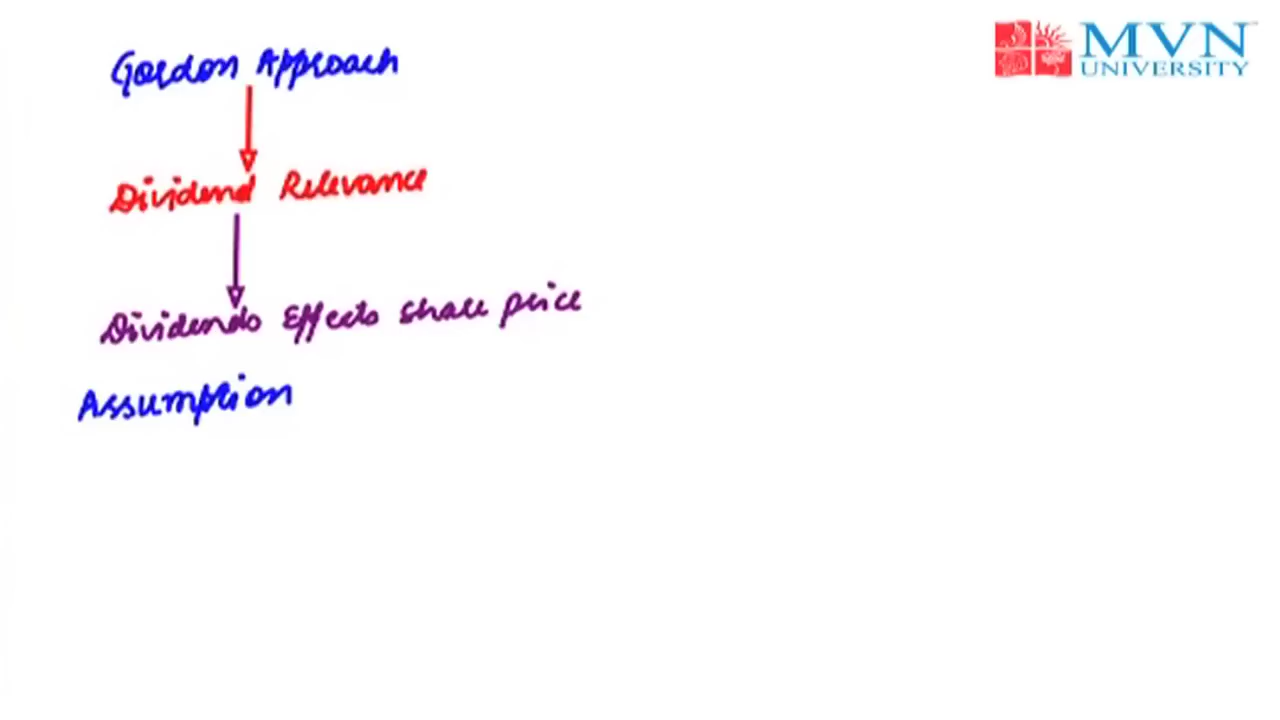 Gordon Approach
MVN
UNIVERSITY
Dividend Relevance
Dividends Effects share price
Assumption